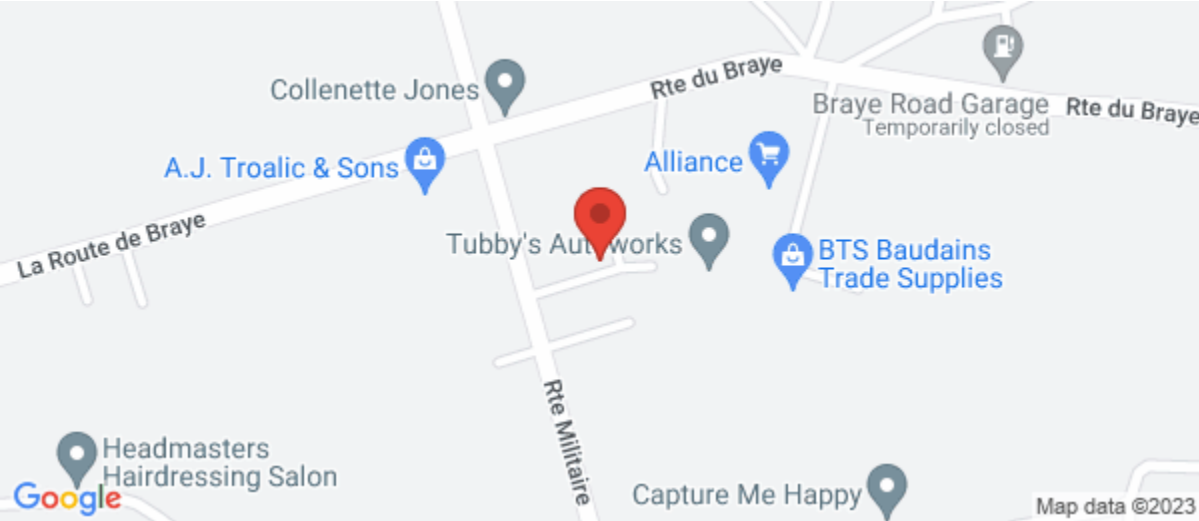 Collenette Jones
Rte du Braye
Braye Road Garage
Temporarily closed
Rte du Braye
A.J. Troalic & Sons
Alliance
La Route de Braye
Tubby's Autoworks
BTS Baudains
Trade Supplies
Rte Militaire
Headmasters
Hairdressing Salon
Capture Me Happy
Google
Map data ©2023